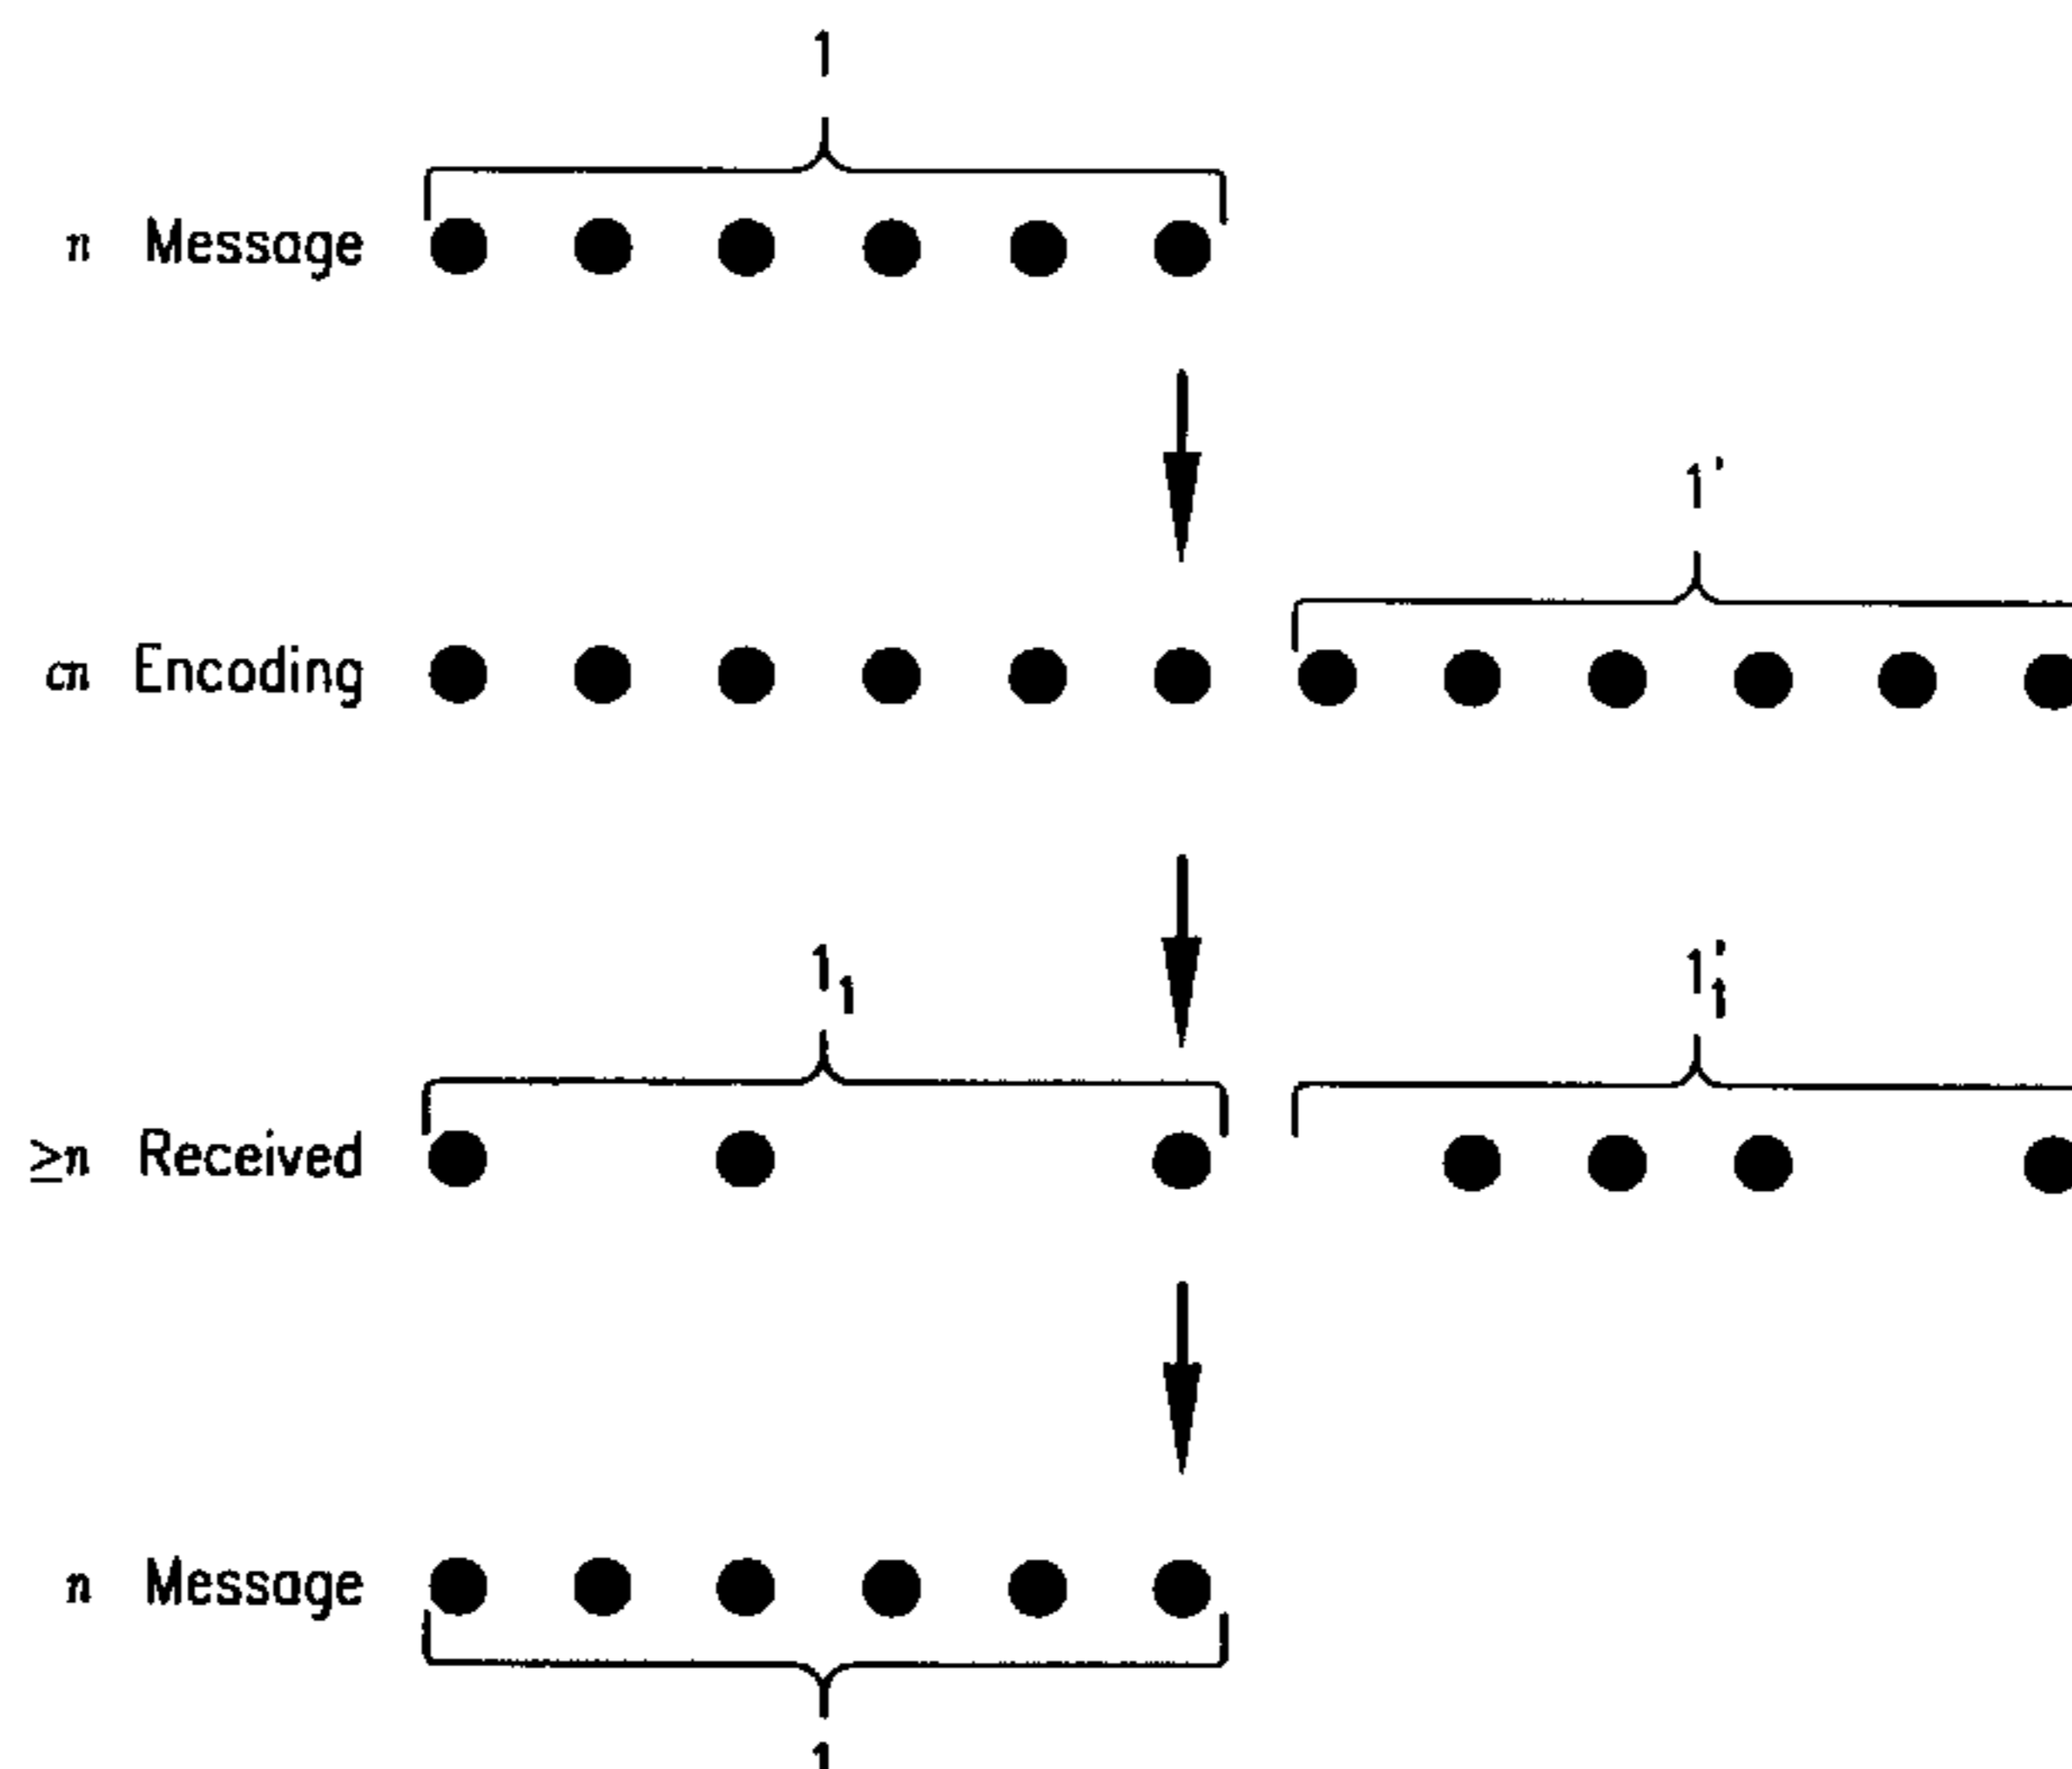 1
n Message
1'
cn Encoding
1₁ 1'₁
≥n Received
n Message
1